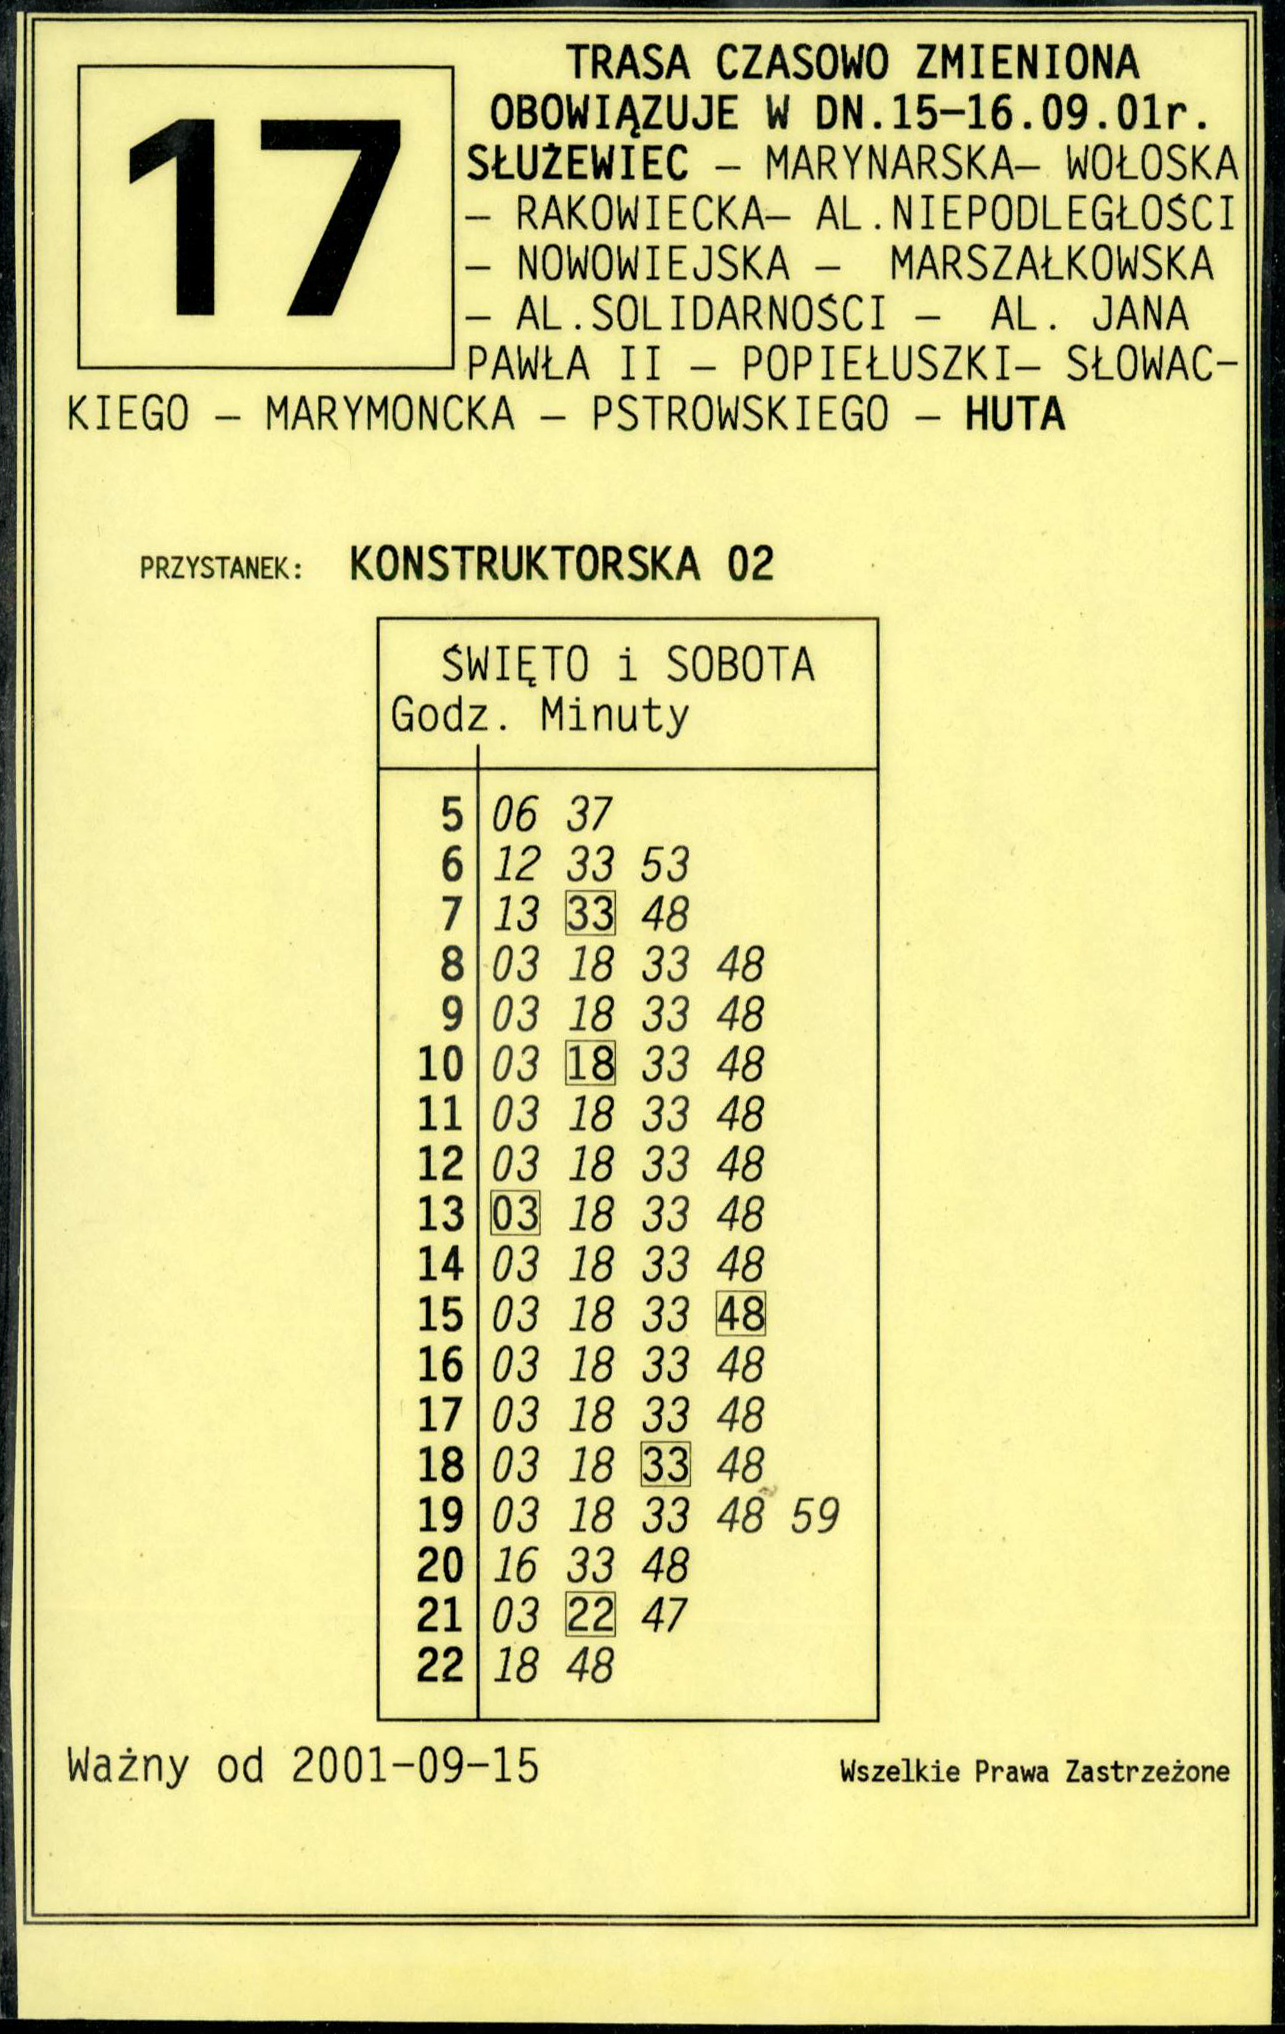 17
TRASA CZASOWO ZMIENIONA
OBOWIĄZUJE W DN.15–16.09.01r.
SŁUŻEWIEC – MARYNARSKA– WOŁOSKA
– RAKOWIECKA– AL.NIEPODLEGŁOŚCI
– NOWOWIEJSKA – MARSZAŁKOWSKA
– AL.SOLIDARNOŚCI – AL. JANA
PAWŁA II – POPIEŁUSZKI– SŁOWAC–
KIEGO – MARYMONCKA – PSTROWSKIEGO – HUTA
PRZYSTANEK: KONSTRUKTORSKA 02
ŚWIĘTO i SOBOTA
Godz. Minuty
5 06 37
6 12 33 53
7 13 33 48
8 03 18 33 48
9 03 18 33 48
10 03 18 33 48
11 03 18 33 48
12 03 18 33 48
13 03 18 33 48
14 03 18 33 48
15 03 18 33 48
16 03 18 33 48
17 03 18 33 48
18 03 18 33 48
19 03 18 33 48 59
20 16 33 48
21 03 22 47
22 18 48
Ważny od 2001–09–15 Wszelkie Prawa Zastrzeżone